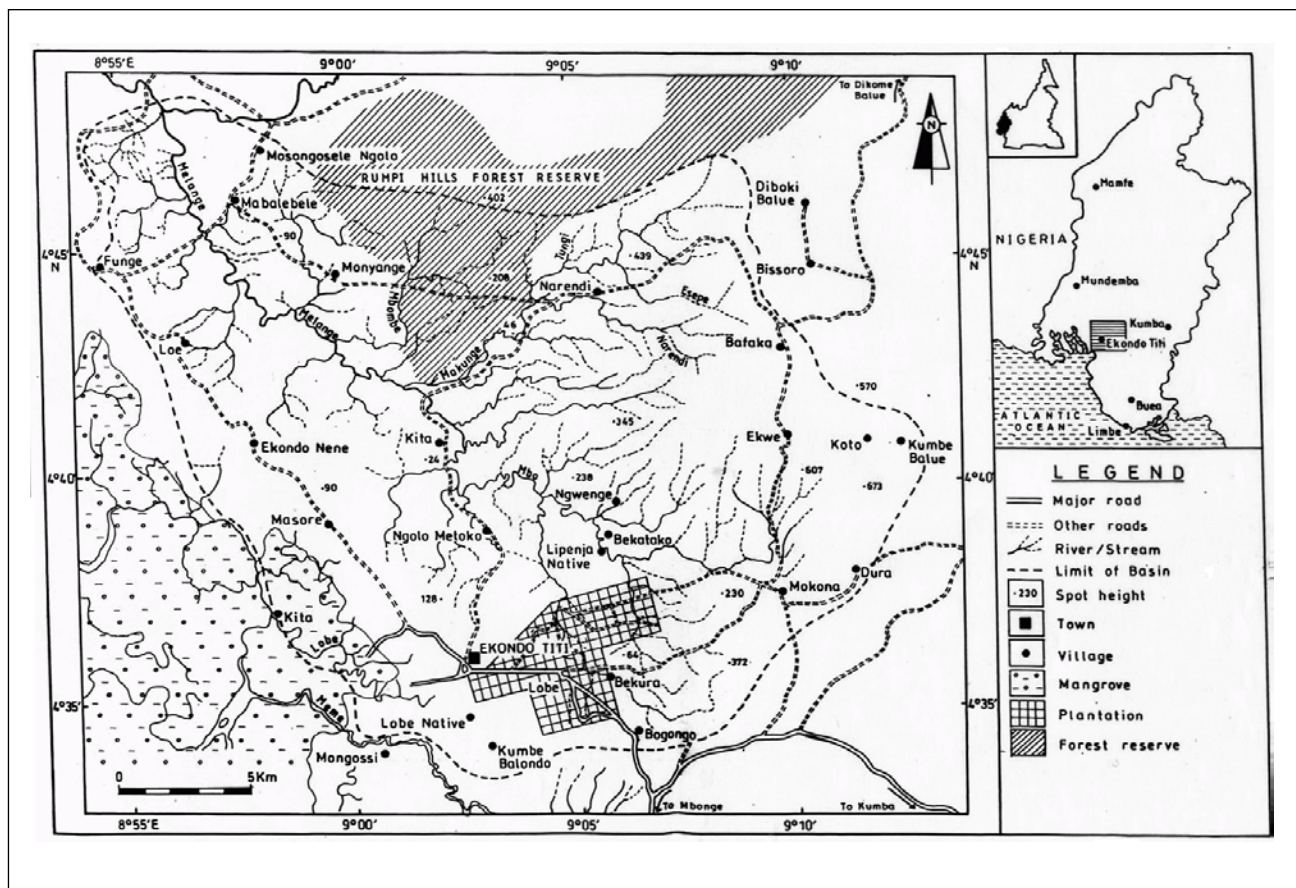 8°55'E
9°00'
9°05'
9°10'
To Dikome
Balue
N
Mosongosele Ngolo
RUMPI HILLS FOREST RESERVE
Melange
·402
Mabalebele
Diboki
Balue
·90
4°45'
N
Funge
Monyange
Tungi
·439
4°45'
N
Bissoro
·208
Narendi
Esepe
Mbombe
Melange
46
Loe
Narendi
Bafaka
Makunge
·570
·345
Kita
Ekwe
Koto
Kumbe
Balue
Ekondo Nene
·24
4°40'
Mbo
·238
·607
·673
4°40'
·90
Ngwenge
Masore
Ngolo Metoko
Bekatako
Lipenja
Native
Dura
Mokona
128·
·230
Kita
Lobe
EKONDO TITI
·64
·372
Bekura
Lobe
4°35'
Meme
Lobe Native
4°35'
Bogongo
Kumbe
Balondo
Mongossi
0
5Km
To Mbonge
To Kumba
8°55'E
9°00'
9°05'
9°10'
Mamfe
NIGERIA
Mundemba
Kumba
Ekondo Titi
Buea
ATLANTIC
OCEAN
Limbe
LEGEND
Major road
Other roads
River/Stream
Limit of Basin
·230
Spot height
Town
Village
Mangrove
Plantation
Forest reserve